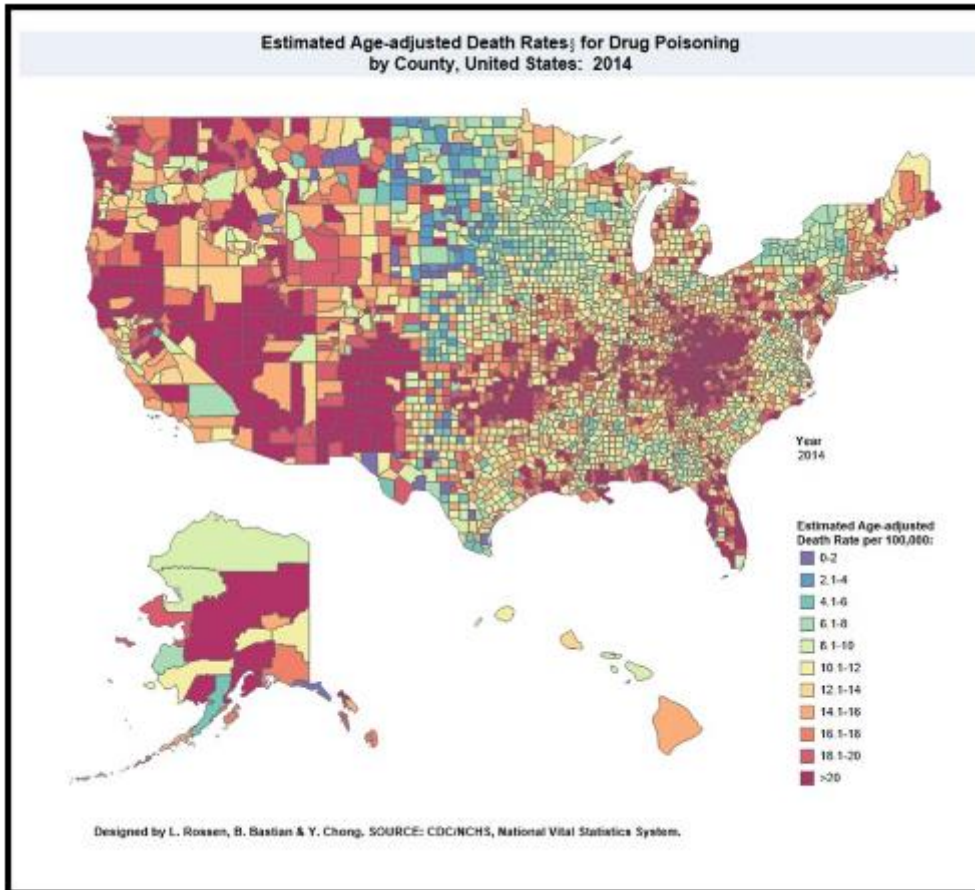 Estimated Age-adjusted Death Rates§ for Drug Poisoning
by County, United States: 2014
Year
2014
Estimated Age-adjusted
Death Rate per 100,000:
0-2
2.1-4
4.1-6
6.1-8
8.1-10
10.1-12
12.1-14
14.1-16
16.1-18
18.1-20
>20
Designed by L. Rossen, B. Bastian & Y. Chong. SOURCE: CDC/NCHS, National Vital Statistics System.